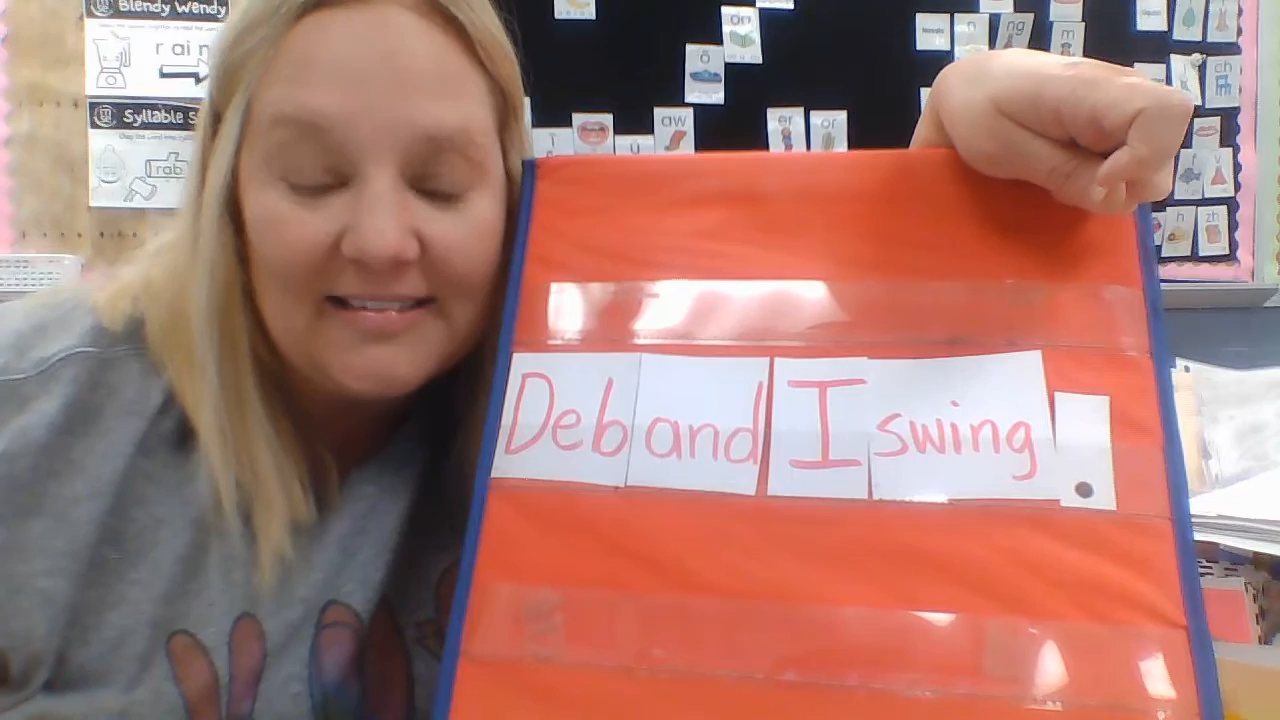 Blendy Wendy
r ai n
Syllable S
rab
on
ng
m
ŏ
aw
er
or
ch
h
zh
Deb and I swing.